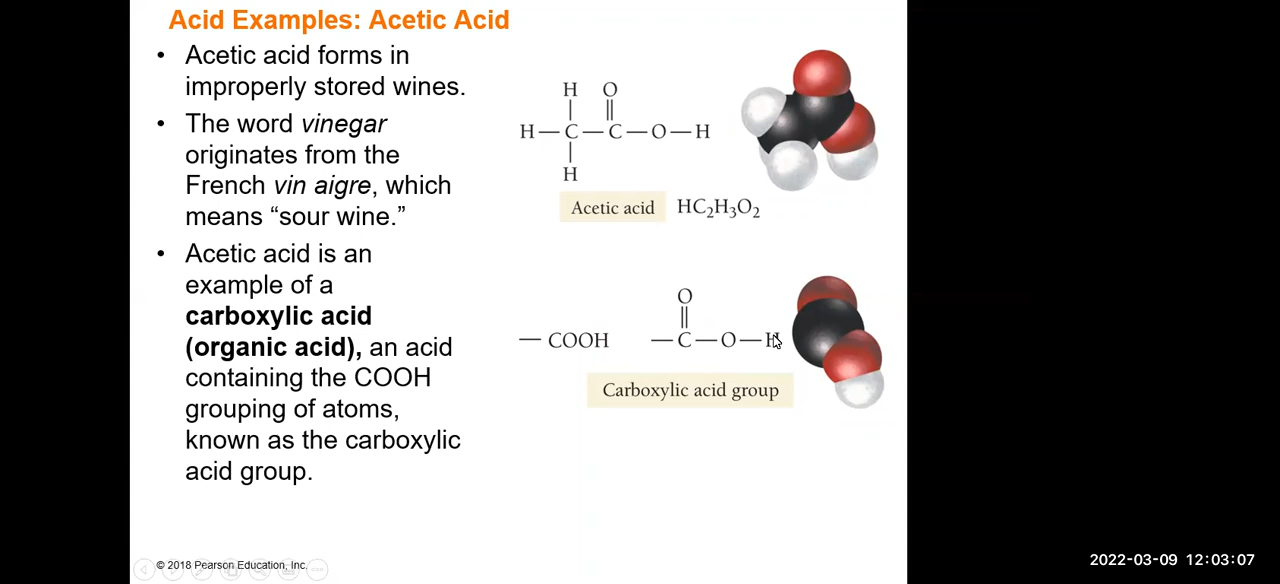 Acid Examples: Acetic Acid
• Acetic acid forms in
improperly stored wines.
• The word vinegar
originates from the
French vin aigre, which
means “sour wine.”
• Acetic acid is an
example of a
carboxylic acid
(organic acid), an acid
containing the COOH
grouping of atoms,
known as the carboxylic
acid group.
H O
H—C—C—O—H
H
Acetic acid HC₂H₃O₂
O
— COOH —C—O—H
Carboxylic acid group
© 2018 Pearson Education, Inc.
2022-03-09 12:03:07